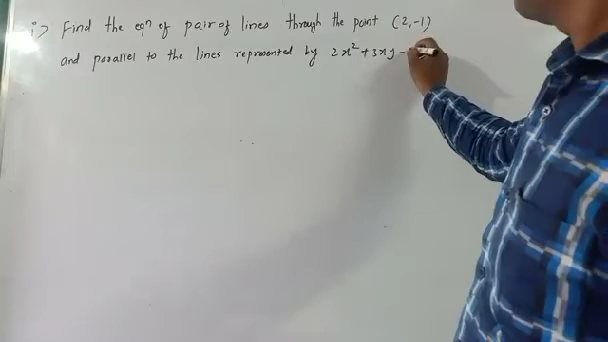 i) Find the eqn of pair of lines through the point (2,-1)
and parallel to the lines represented by 2x² + 3xy -